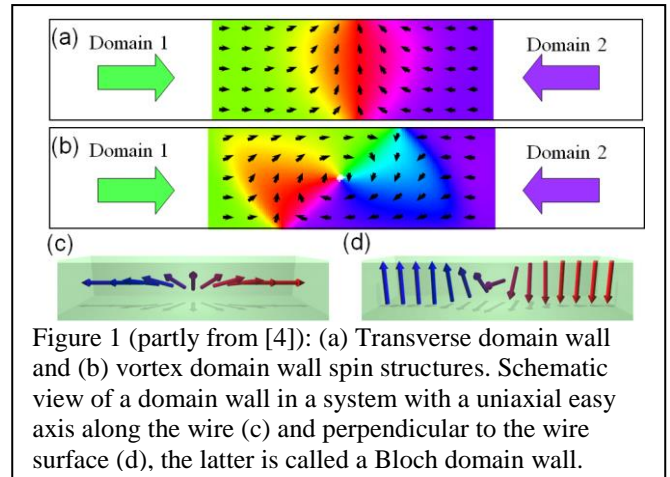 (a)
Domain 1
Domain 2
(b)
Domain 1
Domain 2
(c)
(d)
Figure 1 (partly from [4]): (a) Transverse domain wall
and (b) vortex domain wall spin structures. Schematic
view of a domain wall in a system with a uniaxial easy
axis along the wire (c) and perpendicular to the wire
surface (d), the latter is called a Bloch domain wall.